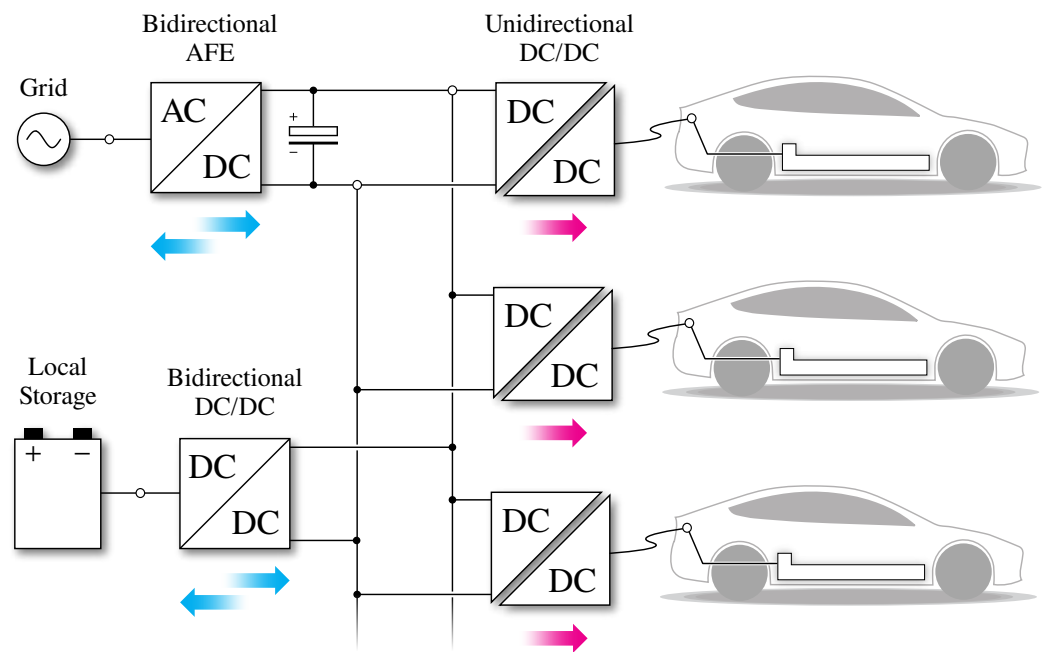 Bidirectional
AFE
Unidirectional
DC/DC
Grid
AC
DC
+
−
DC
DC
DC
DC
Local
Storage
Bidirectional
DC/DC
+ −
DC
DC
DC
DC